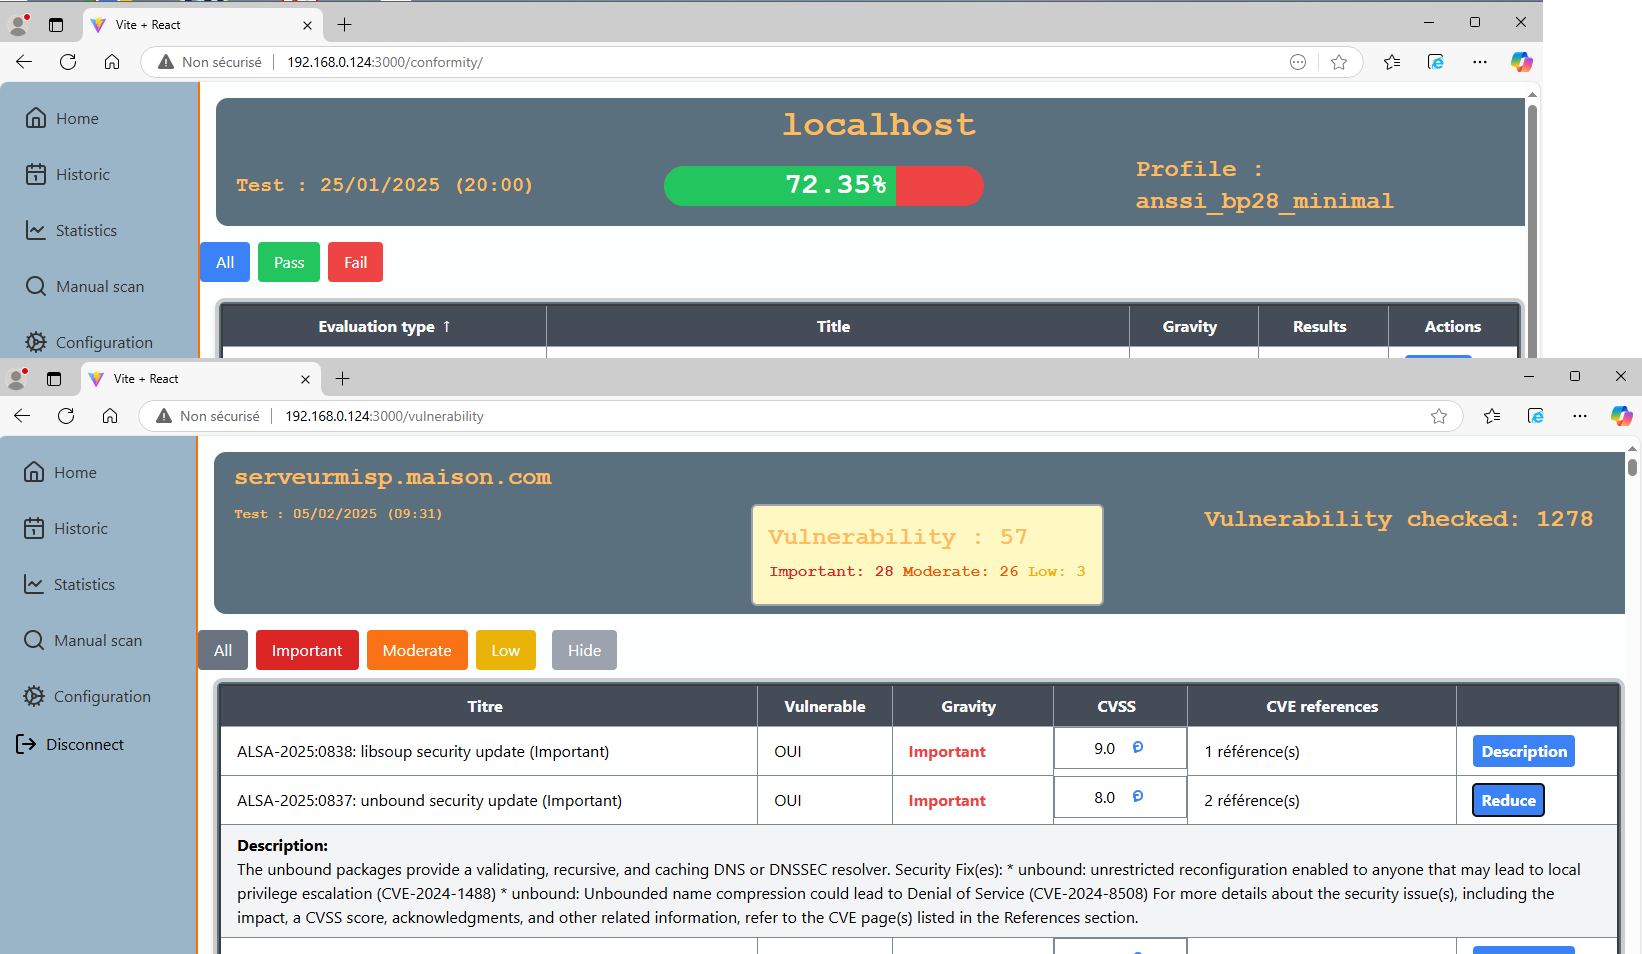 Vite + React
Non sécurisé
192.168.0.124:3000/conformity/
Home
Historic
Statistics
Manual scan
Configuration
localhost
Test : 25/01/2025 (20:00)
72.35%
Profile :
anssi_bp28_minimal
All Pass Fail
Evaluation type ↑ Title Gravity Results Actions
Vite + React
Non sécurisé
192.168.0.124:3000/vulnerability
Home
Historic
Statistics
Manual scan
Configuration
Disconnect
serveurmisp.maison.com
Test : 05/02/2025 (09:31)
Vulnerability : 57
Important: 28 Moderate: 26 Low: 3
Vulnerability checked: 1278
All Important Moderate Low Hide
Titre Vulnerable Gravity CVSS CVE references
ALSA-2025:0838: libsoup security update (Important) OUI Important 9.0 1 référence(s) Description
ALSA-2025:0837: unbound security update (Important) OUI Important 8.0 2 référence(s) Reduce
Description:
The unbound packages provide a validating, recursive, and caching DNS or DNSSEC resolver. Security Fix(es): * unbound: unrestricted reconfiguration enabled to anyone that may lead to local
privilege escalation (CVE-2024-1488) * unbound: Unbounded name compression could lead to Denial of Service (CVE-2024-8508) For more details about the security issue(s), including the
impact, a CVSS score, acknowledgments, and other related information, refer to the CVE page(s) listed in the References section.